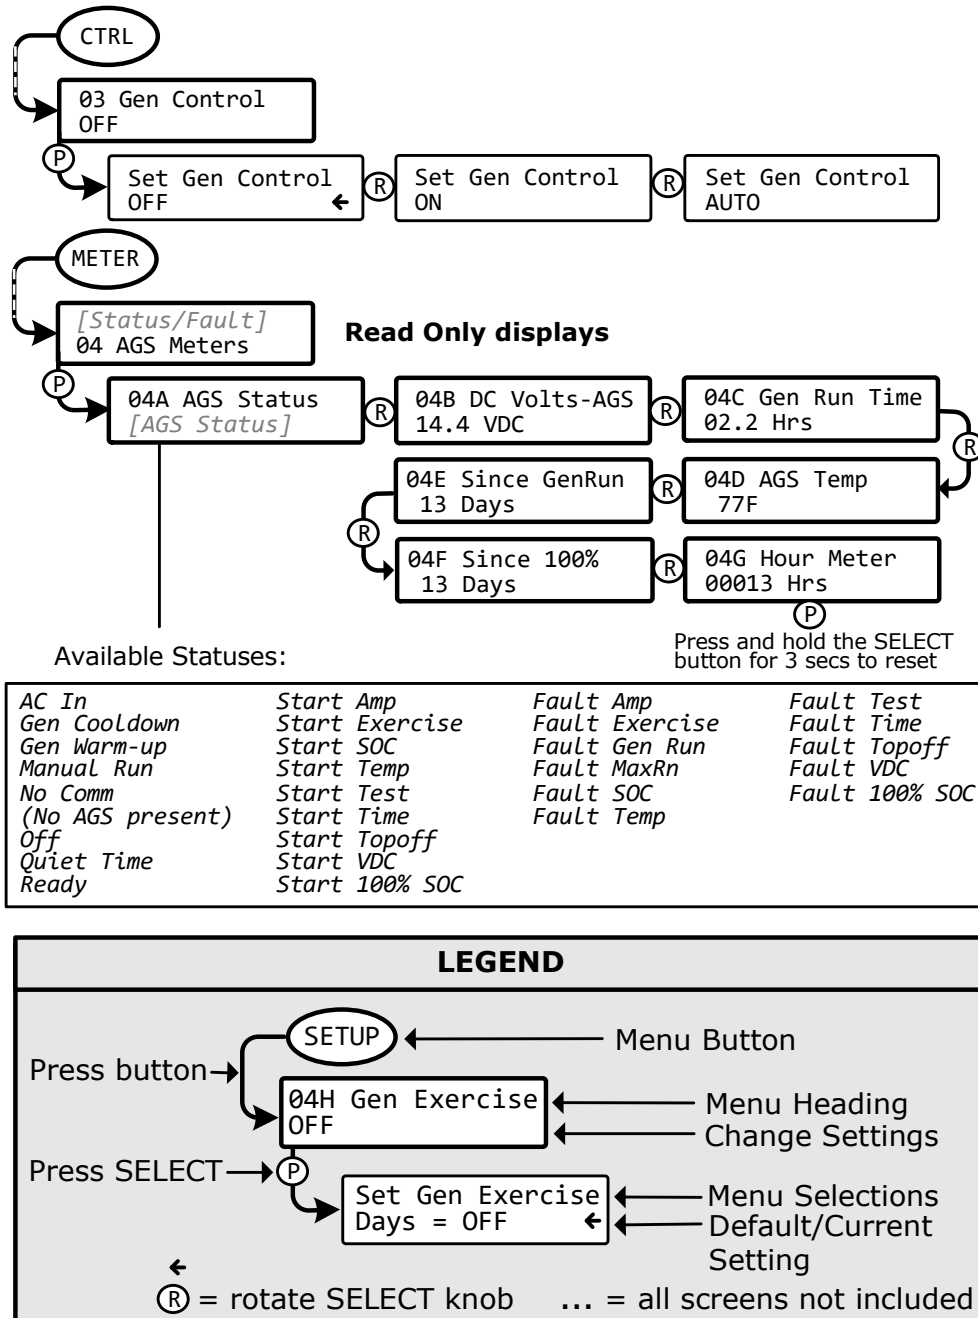 CTRL
03 Gen Control
OFF
P
Set Gen Control
OFF ←
R
Set Gen Control
ON
R
Set Gen Control
AUTO
METER
[Status/Fault]
04 AGS Meters
Read Only displays
P
04A AGS Status
[AGS Status]
R
04B DC Volts-AGS
14.4 VDC
R
04C Gen Run Time
02.2 Hrs
R
04E Since GenRun
13 Days
R
04D AGS Temp
77F
R
04F Since 100%
13 Days
R
04G Hour Meter
00013 Hrs
P
Press and hold the SELECT
button for 3 secs to reset
Available Statuses:
AC In Start Amp Fault Amp Fault Test
Gen Cooldown Start Exercise Fault Exercise Fault Time
Gen Warm-up Start SOC Fault Gen Run Fault Topoff
Manual Run Start Temp Fault MaxRn Fault VDC
No Comm Start Test Fault SOC Fault 100% SOC
(No AGS present) Start Time Fault Temp
Off Start Topoff
Quiet Time Start VDC
Ready Start 100% SOC
LEGEND
SETUP
Menu Button
Press button
04H Gen Exercise
OFF
Menu Heading
Change Settings
Press SELECT
P
Set Gen Exercise
Days = OFF ←
Menu Selections
Default/Current
Setting
←
R = rotate SELECT knob ... = all screens not included